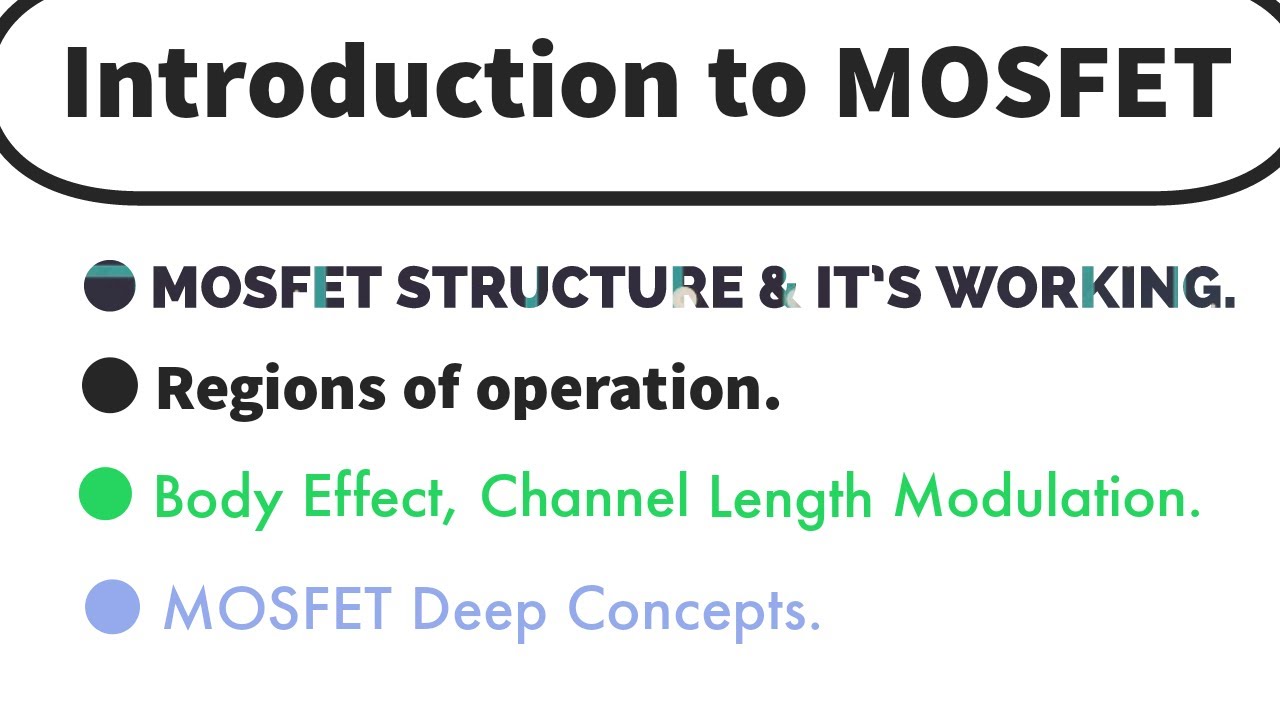 Introduction to MOSFET
MOSFET STRUCTURE & IT'S WORKING.
Regions of operation.
Body Effect, Channel Length Modulation.
MOSFET Deep Concepts.